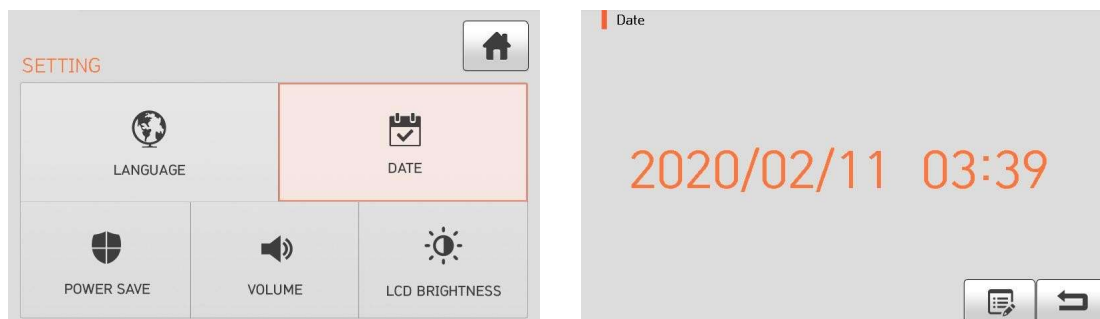 SETTING
LANGUAGE
DATE
POWER SAVE
VOLUME
LCD BRIGHTNESS
Date
2020/02/11 03:39